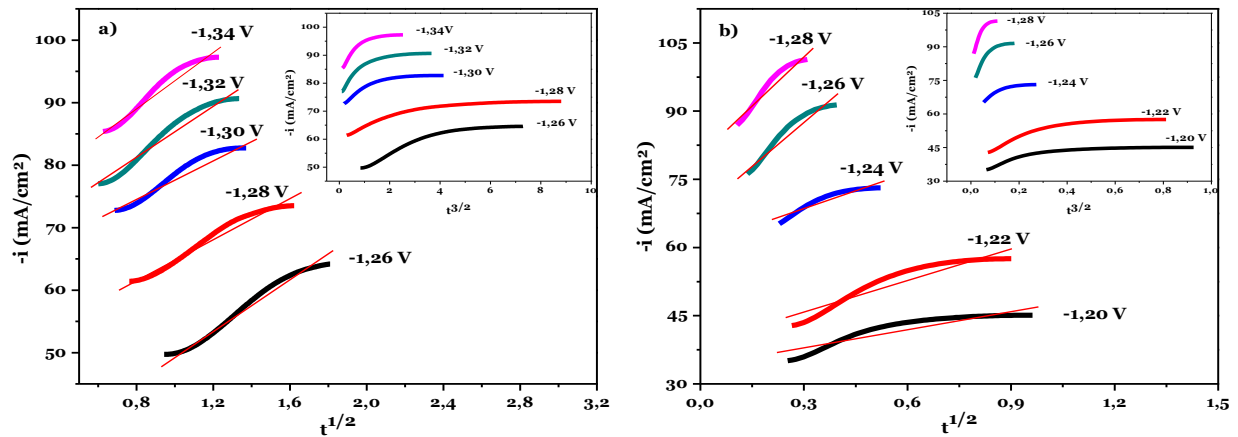 a)
-i (mA/cm²)
100
90
80
70
60
50
0,8
1,2
1,6
2,0
2,4
2,8
3,2
t^1/2
-1,34 V
-1,32 V
-1,30 V
-1,28 V
-1,26 V
-i (mA/cm²)
100
90
80
70
60
50
0
2
4
6
8
10
t^3/2
-1,34V
-1,32 V
-1,30 V
-1,28 V
-1,26 V
b)
-i (mA/cm²)
105
90
75
60
45
30
0,0
0,3
0,6
0,9
1,2
1,5
t^1/2
-1,28 V
-1,26 V
-1,24 V
-1,22 V
-1,20 V
-i (mA/cm²)
105
90
75
60
45
30
0,0
0,2
0,4
0,6
0,8
1,0
t^3/2
-1,28 V
-1,26 V
-1,24 V
-1,22 V
-1,20 V